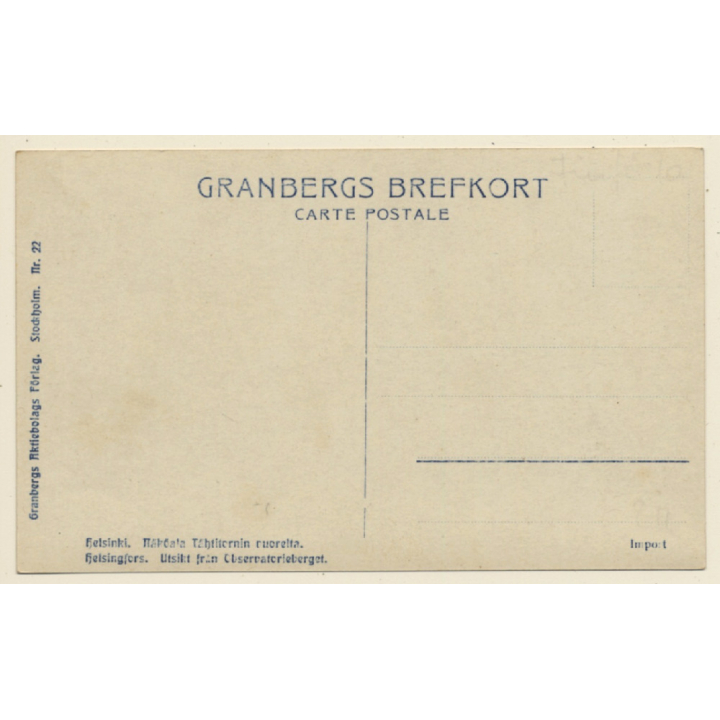 GRANBERGS BREFKORT
CARTE POSTALE
Granbergs Aktiebolags Förlag. Stockholm. Nr. 22
Helsinki. Näköala Tähtitornin vuorelta.
Helsingfors. Utsikt från Observatorieberget.
Import